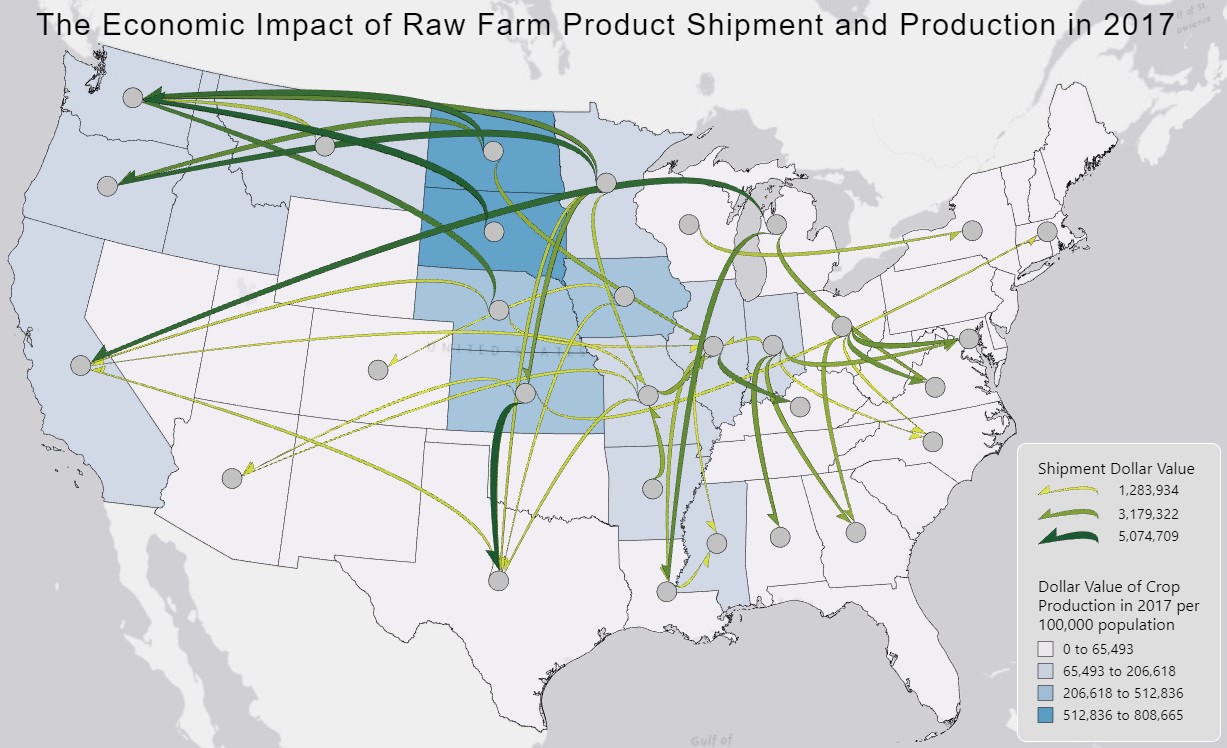 The Economic Impact of Raw Farm Product Shipment and Production in 2017
UNITED STATES
Shipment Dollar Value
1,283,934
3,179,322
5,074,709
Dollar Value of Crop
Production in 2017 per
100,000 population
0 to 65,493
65,493 to 206,618
206,618 to 512,836
512,836 to 808,665
Gulf of